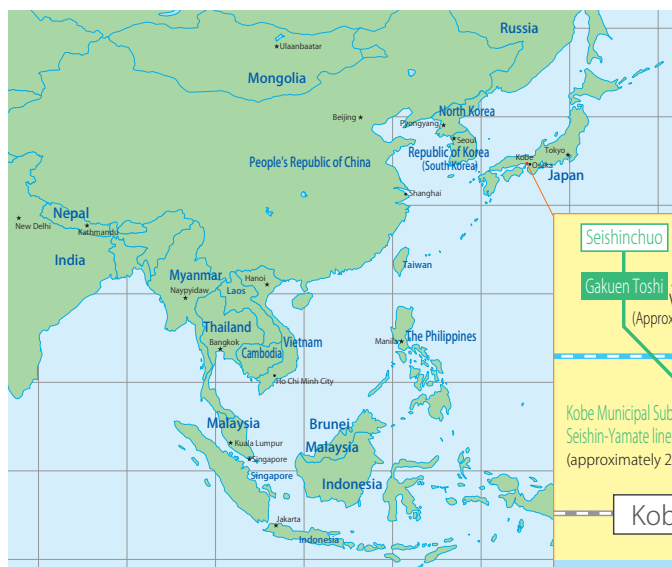 Russia
Ulaanbaatar
Mongolia
North Korea
Beijing
Pyongyang
Seoul
Republic of Korea
(South Korea)
Tokyo
Kobe
Osaka
Japan
People's Republic of China
Shanghai
Nepal
New Delhi
Kathmandu
India
Taiwan
Myanmar
Hanoi
Laos
Naypyidaw
Thailand
Vietnam
Manila
The Philippines
Bangkok
Cambodia
Ho Chi Minh City
Malaysia
Brunei
Kuala Lumpur
Malaysia
Singapore
Singapore
Indonesia
Jakarta
Indonesia
Seishinchuo
Gakuen Toshi
(Approx
Kobe Municipal Sub
Seishin-Yamate line
(approximately 2
Kob